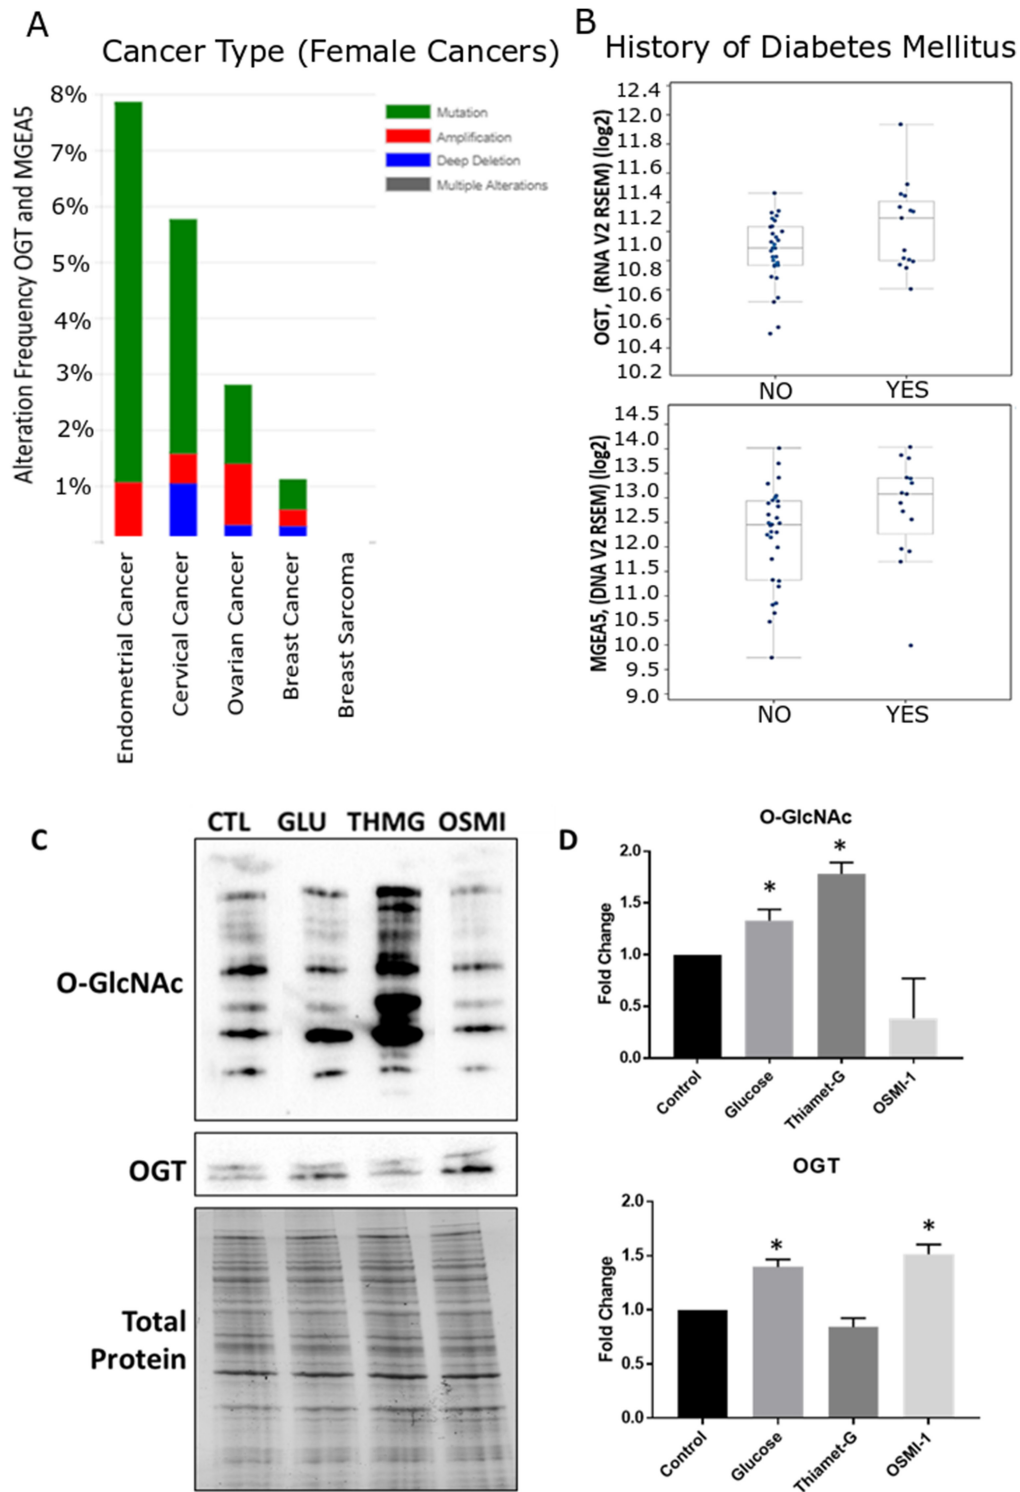 A
Cancer Type (Female Cancers)
Alteration Frequency OGT and MGEA5
8%
7%
6%
5%
4%
3%
2%
1%
Mutation
Amplification
Deep Deletion
Multiple Alterations
Endometrial Cancer
Cervical Cancer
Ovarian Cancer
Breast Cancer
Breast Sarcoma
B
History of Diabetes Mellitus
OGT, (RNA V2 RSEM) (log2)
12.4
12.0
11.8
11.6
11.4
11.2
11.0
10.8
10.6
10.6
10.4
10.2
NO YES
MGEA5, (DNA V2 RSEM) (log2)
14.5
14.0
13.5
13.0
12.5
12.0
11.5
11.0
10.5
10.0
9.5
9.0
NO YES
C
CTL GLU THMG OSMI
O-GlcNAc
OGT
Total
Protein
D
O-GlcNAc
Fold Change
2.0
1.5
1.0
0.5
0.0
*
*
Control
Glucose
Thiamet-G
OSMI-1
OGT
Fold Change
2.0
1.5
1.0
0.5
0.0
*
*
Control
Glucose
Thiamet-G
OSMI-1